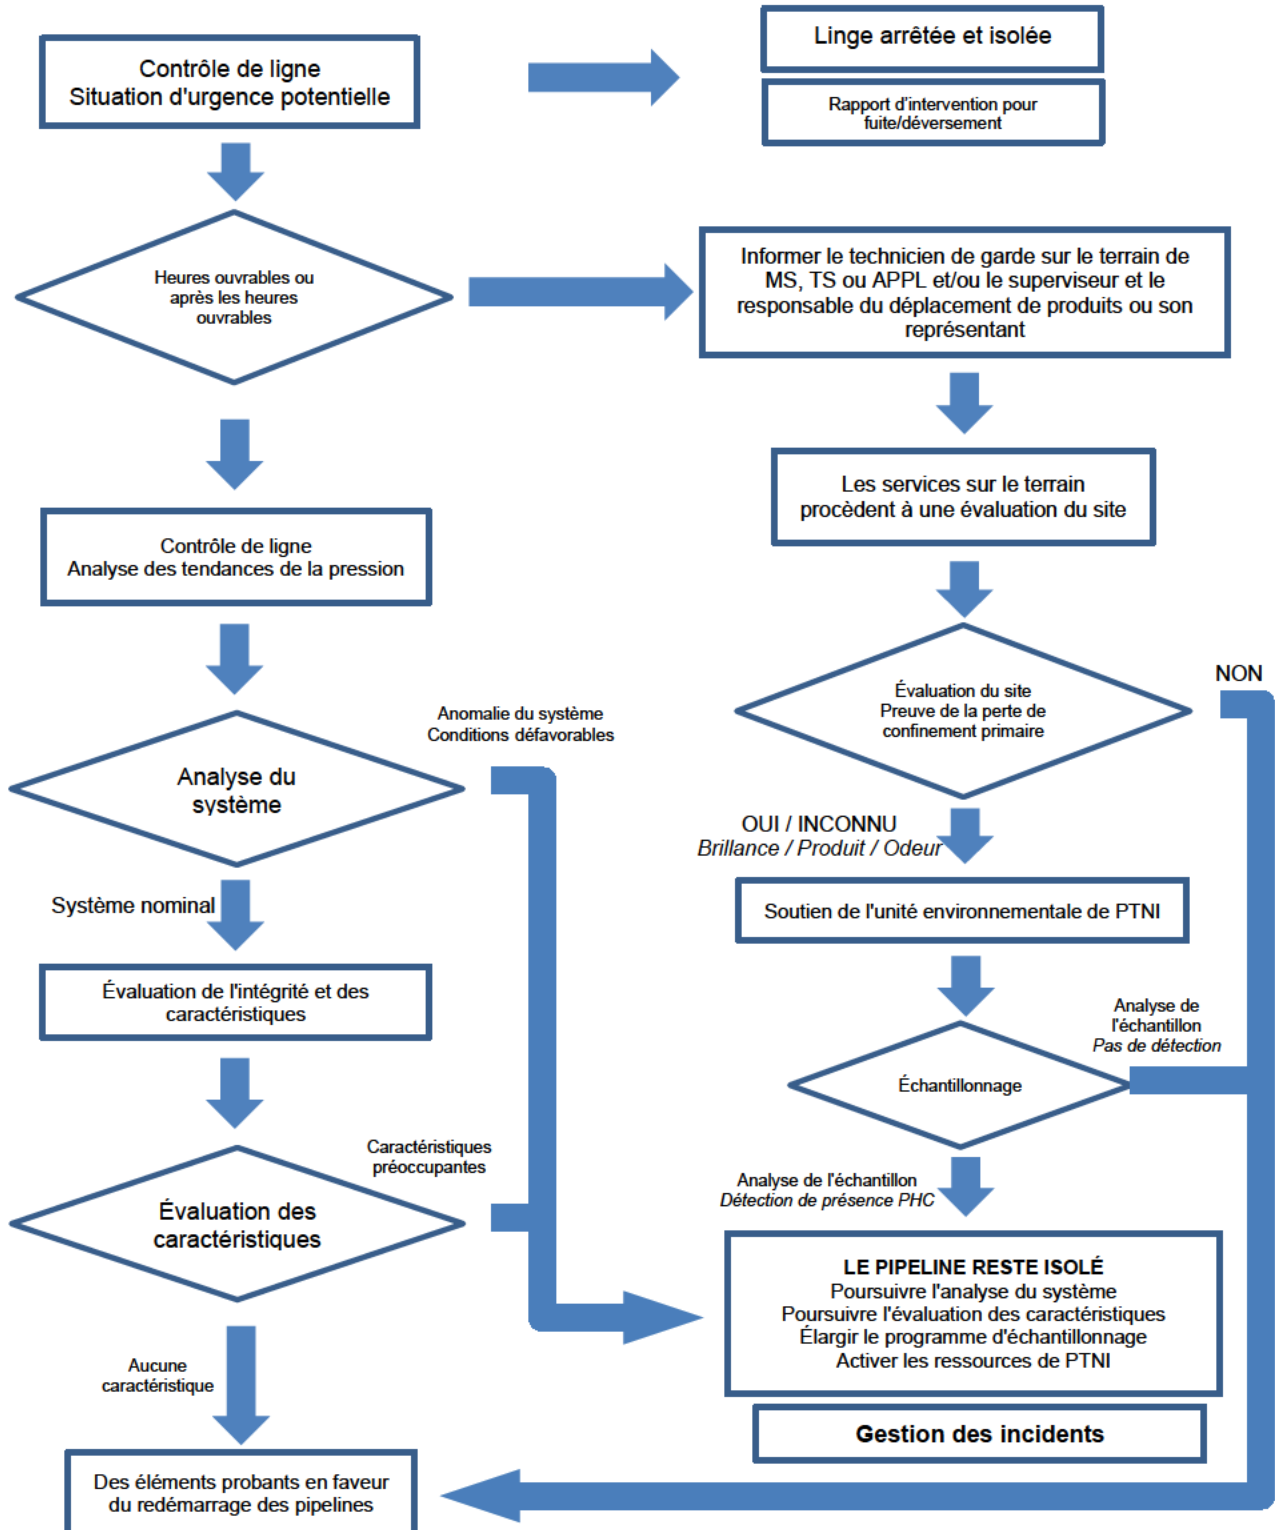 Contrôle de ligne
Situation d'urgence potentielle
Linge arrêtée et isolée
Rapport d'intervention pour
fuite/déversement
Heures ouvrables ou
après les heures
ouvrables
Informer le technicien de garde sur le terrain de
MS, TS ou APPL et/ou le superviseur et le
responsable du déplacement de produits ou son
représentant
Les services sur le terrain
procèdent à une évaluation du site
Contrôle de ligne
Analyse des tendances de la pression
Évaluation du site
Preuve de la perte de
confinement primaire
NON
Anomalie du système
Conditions défavorables
Analyse du
système
OUI / INCONNU
Brillance / Produit / Odeur
Système nominal
Soutien de l'unité environnementale de PTNI
Évaluation de l'intégrité et des
caractéristiques
Analyse de
l'échantillon
Pas de détection
Échantillonnage
Caractéristiques
préoccupantes
Analyse de l'échantillon
Détection de présence PHC
Évaluation des
caractéristiques
LE PIPELINE RESTE ISOLÉ
Poursuivre l'analyse du système
Poursuivre l'évaluation des caractéristiques
Élargir le programme d'échantillonnage
Activer les ressources de PTNI
Aucune
caractéristique
Gestion des incidents
Des éléments probants en faveur
du redémarrage des pipelines